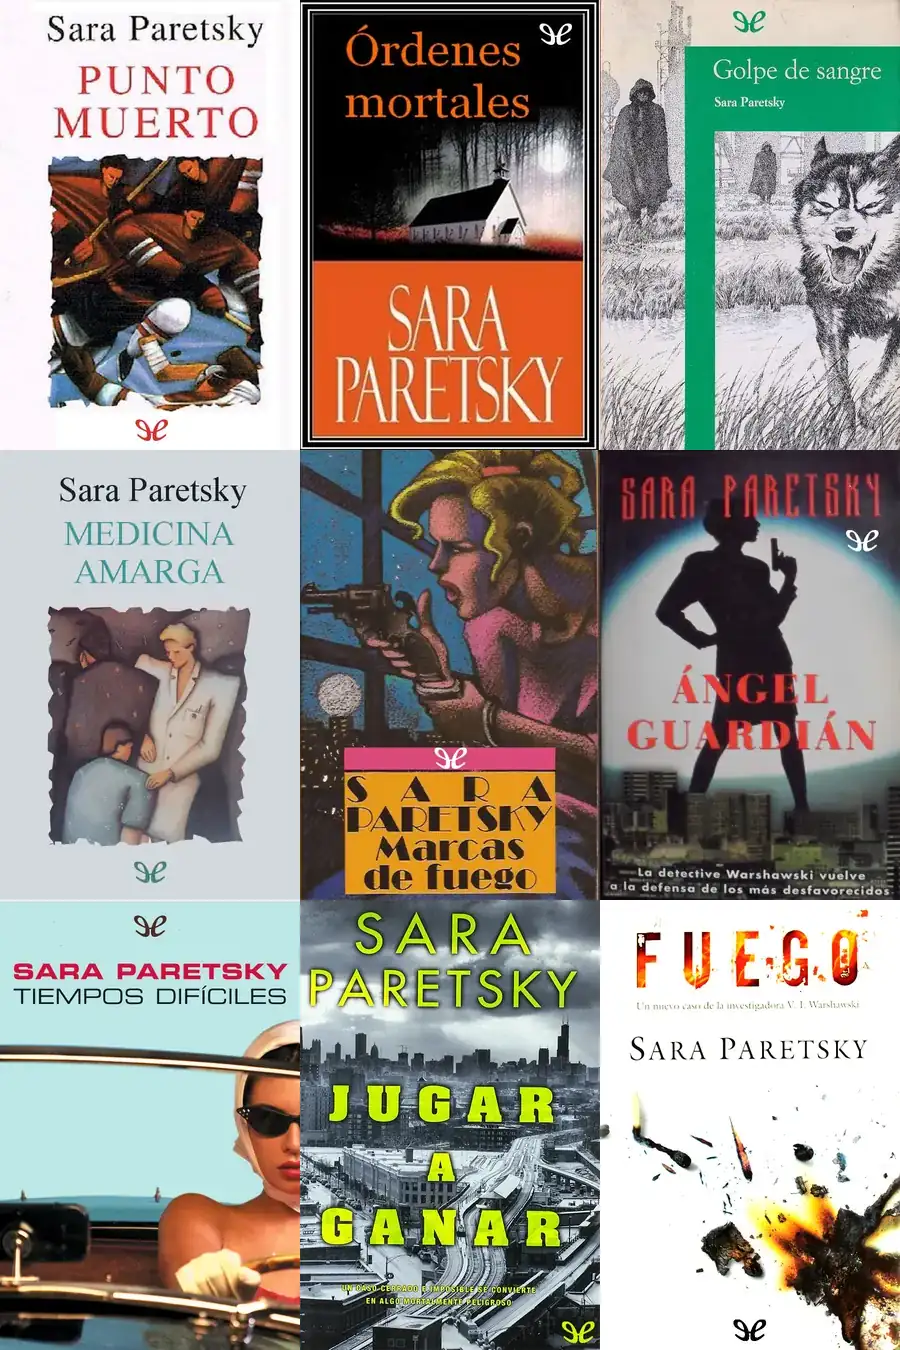 Sara Paretsky
PUNTO
MUERTO
Órdenes
mortales
SARA
PARETSKY
Golpe de sangre
Sara Paretsky
Sara Paretsky
MEDICINA
AMARGA
SARA
PARETSKY
Marcas
de fuego
SARA PARETSKY
ÁNGEL
GUARDIÁN
La detective Warshawski vuelve
a la defensa de los más desfavorecidos
SARA PARETSKY
TIEMPOS DIFÍCILES
SARA
PARETSKY
JUGAR
A
GANAR
UN CASO CERRADO E IMPOSIBLE SE CONVIERTE
EN ALGO MORTALMENTE PELIGROSO
FUEGO
Un nuevo caso de la investigadora V. I. Warshawski
SARA PARETSKY